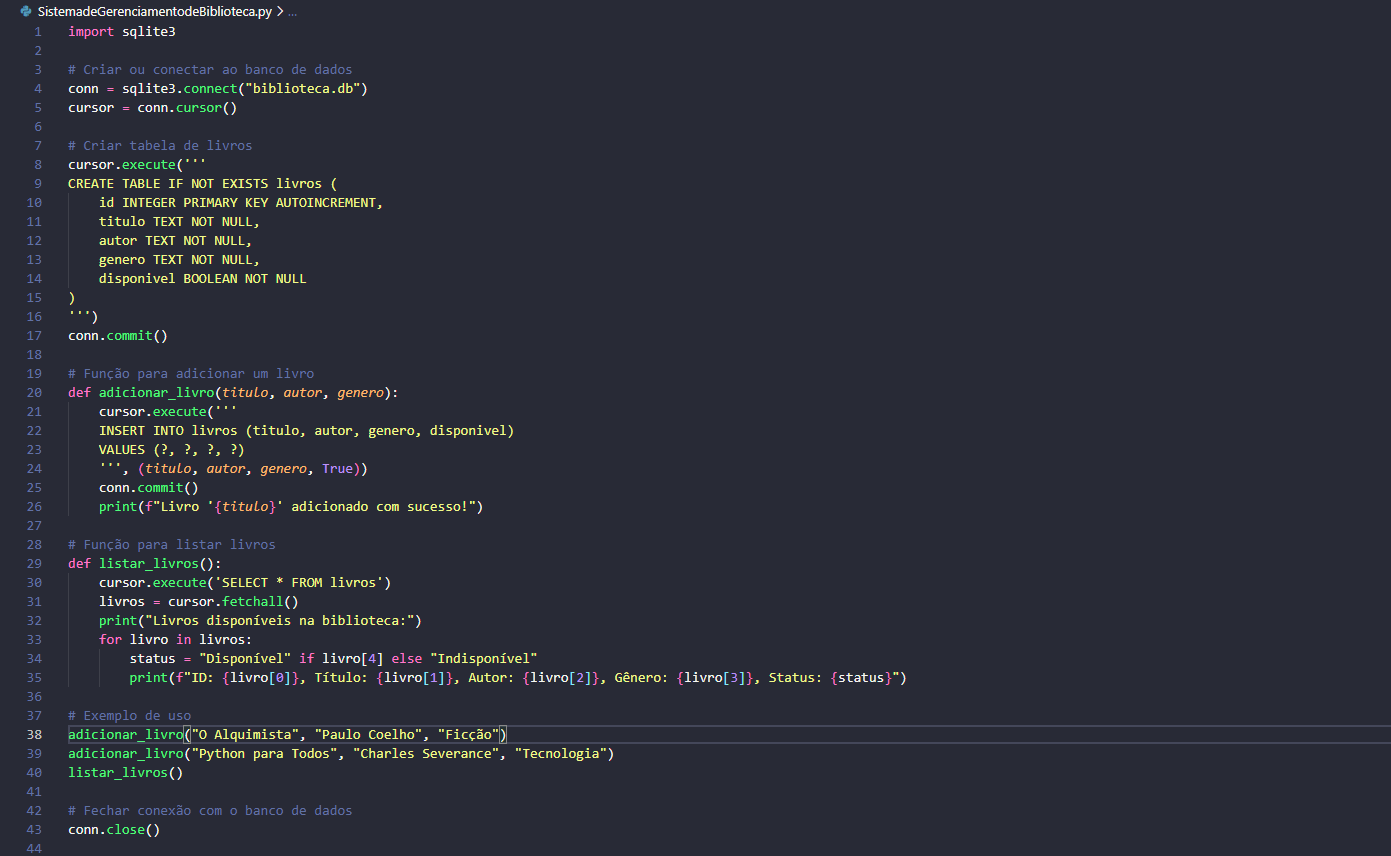 SistemadeGerenciamentodeBiblioteca.py > ...
1 import sqlite3
2
3 # Criar ou conectar ao banco de dados
4 conn = sqlite3.connect("biblioteca.db")
5 cursor = conn.cursor()
6
7 # Criar tabela de livros
8 cursor.execute('''
9 CREATE TABLE IF NOT EXISTS livros (
10     id INTEGER PRIMARY KEY AUTOINCREMENT,
11     titulo TEXT NOT NULL,
12     autor TEXT NOT NULL,
13     genero TEXT NOT NULL,
14     disponivel BOOLEAN NOT NULL
15 )
16 ''')
17 conn.commit()
18
19 # Função para adicionar um livro
20 def adicionar_livro(titulo, autor, genero):
21     cursor.execute('''
22     INSERT INTO livros (titulo, autor, genero, disponivel)
23     VALUES (?, ?, ?, ?)
24     ''', (titulo, autor, genero, True))
25     conn.commit()
26     print(f"Livro '{titulo}' adicionado com sucesso!")
27
28 # Função para listar livros
29 def listar_livros():
30     cursor.execute('SELECT * FROM livros')
31     livros = cursor.fetchall()
32     print("Livros disponíveis na biblioteca:")
33     for livro in livros:
34         status = "Disponível" if livro[4] else "Indisponível"
35         print(f"ID: {livro[0]}, Título: {livro[1]}, Autor: {livro[2]}, Gênero: {livro[3]}, Status: {status}")
36
37 # Exemplo de uso
38 adicionar_livro("O Alquimista", "Paulo Coelho", "Ficção")
39 adicionar_livro("Python para Todos", "Charles Severance", "Tecnologia")
40 listar_livros()
41
42 # Fechar conexão com o banco de dados
43 conn.close()
44